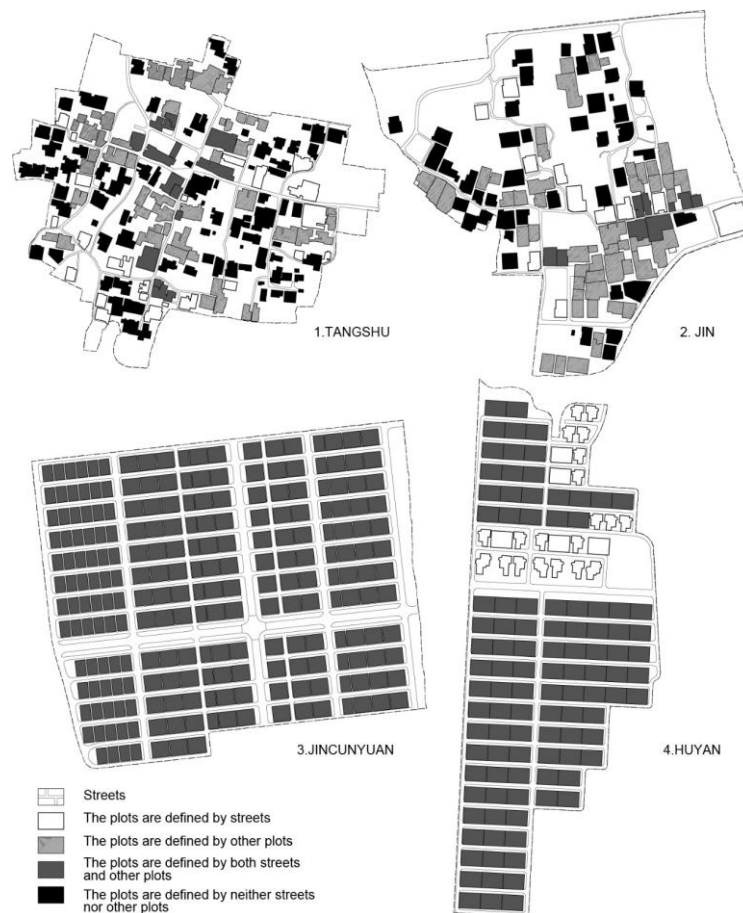 1.TANGSHU
2. JIN
3.JINCUNYUAN
4.HUYAN
Streets
The plots are defined by streets
The plots are defined by other plots
The plots are defined by both streets
and other plots
The plots are defined by neither streets
nor other plots